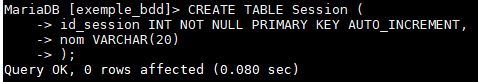 MariaDB [exemple_bdd]> CREATE TABLE Session (
    -> id_session INT NOT NULL PRIMARY KEY AUTO_INCREMENT,
    -> nom VARCHAR(20)
    -> );
Query OK, 0 rows affected (0.080 sec)